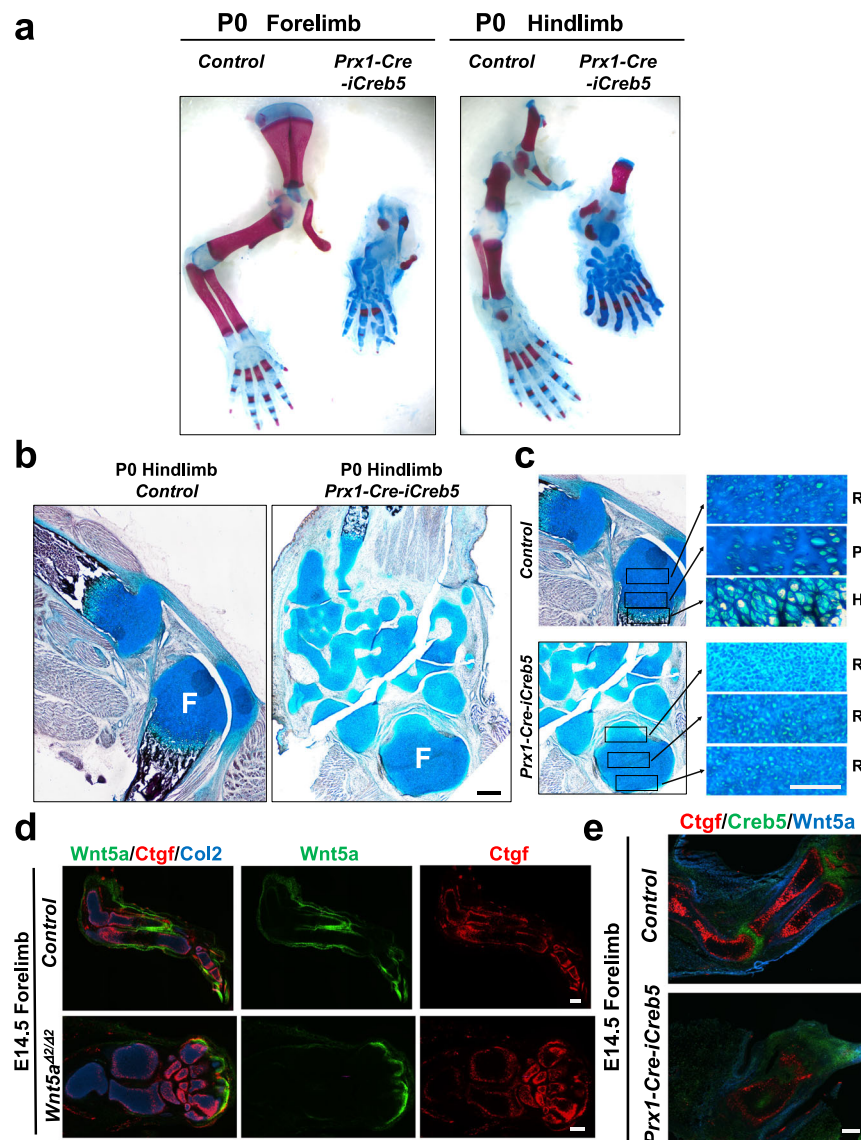 a
P0 Forelimb
P0 Hindlimb
Control
Prx1-Cre
-iCreb5
Control
Prx1-Cre
-iCreb5
b
P0 Hindlimb
Control
P0 Hindlimb
Prx1-Cre-iCreb5
F
F
c
Control
R
P
H
Prx1-Cre-iCreb5
R
R
R
d
Wnt5a/Ctgf/Col2
Wnt5a
Ctgf
E14.5 Forelimb
Control
Wnt5aΔ2/Δ2
e
Ctgf/Creb5/Wnt5a
E14.5 Forelimb
Control
Prx1-Cre-iCreb5